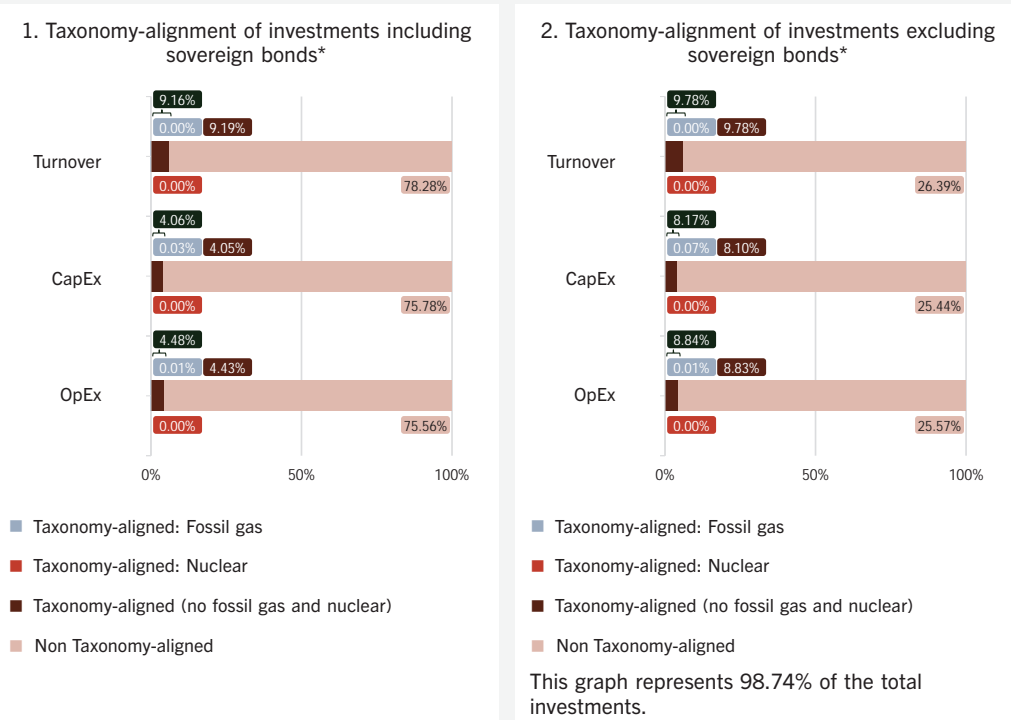 1. Taxonomy-alignment of investments including
sovereign bonds*
9.16%
0.00% 9.19%
Turnover
0.00% 78.28%
4.06%
0.03% 4.05%
CapEx
0.00% 75.78%
4.48%
0.01% 4.43%
OpEx
0.00% 75.56%
0% 50% 100%
Taxonomy-aligned: Fossil gas
Taxonomy-aligned: Nuclear
Taxonomy-aligned (no fossil gas and nuclear)
Non Taxonomy-aligned
2. Taxonomy-alignment of investments excluding
sovereign bonds*
9.78%
0.00% 9.78%
Turnover
0.00% 26.39%
8.17%
0.07% 8.10%
CapEx
0.00% 25.44%
8.84%
0.01% 8.83%
OpEx
0.00% 25.57%
0% 50% 100%
Taxonomy-aligned: Fossil gas
Taxonomy-aligned: Nuclear
Taxonomy-aligned (no fossil gas and nuclear)
Non Taxonomy-aligned
This graph represents 98.74% of the total
investments.